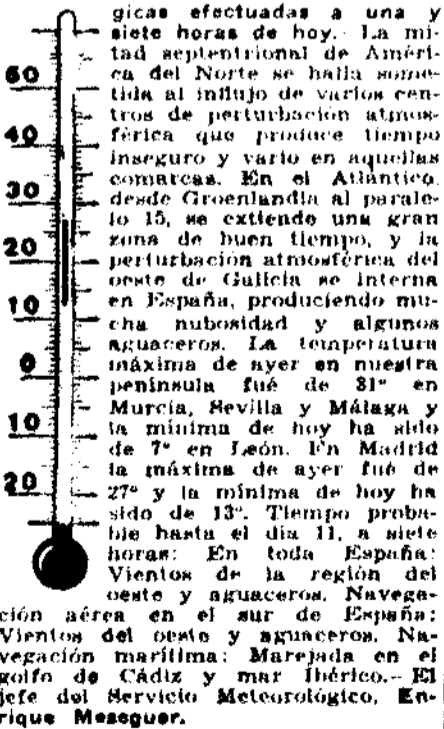 gicas efectuadas a una y
siete horas de hoy. La mi-
tad septentrional de Améri-
ca del Norte se halla some-
tida al influjo de varios cen-
tros de perturbación atmos-
férica que produce tiempo
inseguro y vario en aquellas
comarcas. En el Atlántico,
desde Groenlandia al parale-
lo 15, se extiende una gran
zona de buen tiempo, y la
perturbación atmosférica del
oeste de Galicia se interna
en España, produciendo mu-
cha nubosidad y algunos
aguaceros. La temperatura
máxima de ayer en nuestra
península fué de 31° en
Murcia, Sevilla y Málaga y
la mínima de hoy ha sido
de 7° en León. En Madrid
la máxima de ayer fué de
27° y la mínima de hoy ha
sido de 13°. Tiempo proba-
ble hasta el día 11, a siete
horas: En toda España:
Vientos de la región del
oeste y aguaceros. Navega-
ción aérea en el sur de España:
Vientos del oeste y aguaceros. Na-
vegación marítima: Marejada en el
golfo de Cádiz y mar Ibérico.—El
jefe del Servicio Meteorológico, En-
rique Meseguer.
50
40
30
20
10
0
10
20